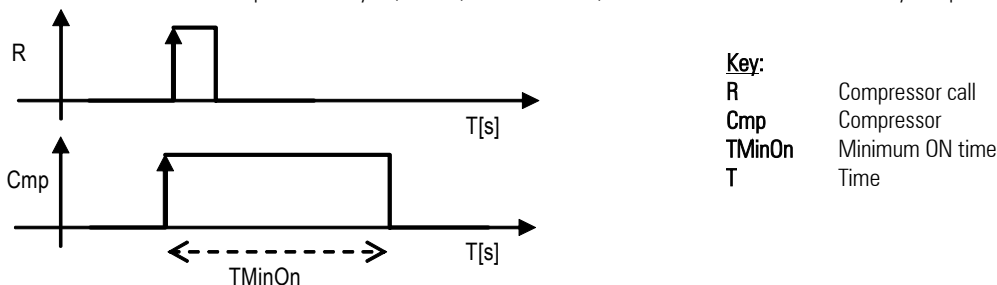 R
T[s]
Cmp
T[s]
TMinOn
Key:
R Compressor call
Cmp Compressor
TMinOn Minimum ON time
T Time